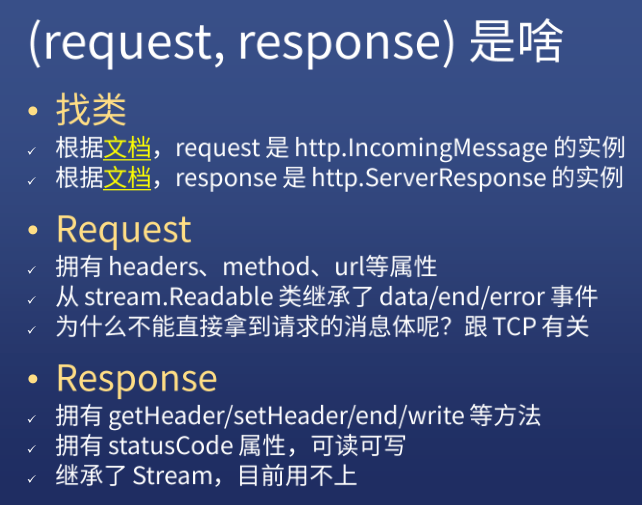 (request, response) 是啥
• 找类
✓ 根据文档，request 是 http.IncomingMessage 的实例
✓ 根据文档，response 是 http.ServerResponse 的实例
• Request
✓ 拥有 headers、method、url等属性
✓ 从 stream.Readable 类继承了 data/end/error 事件
✓ 为什么不能直接拿到请求的消息体呢？跟 TCP 有关
• Response
✓ 拥有 getHeader/setHeader/end/write 等方法
✓ 拥有 statusCode 属性，可读可写
✓ 继承了 Stream，目前用不上